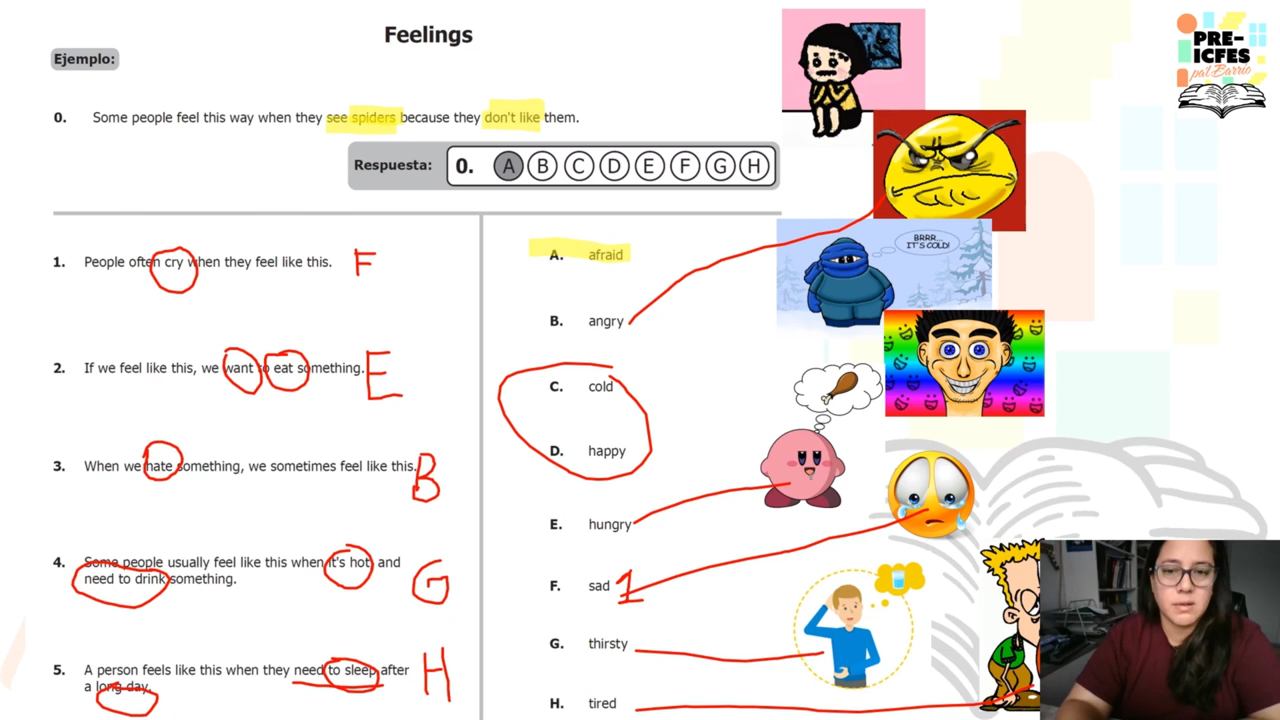 Feelings
Ejemplo:
0. Some people feel this way when they see spiders because they don't like them.
Respuesta: 0. A B C D E F G H
1. People often cry when they feel like this. F
2. If we feel like this, we want to eat something. E
3. When we hate something, we sometimes feel like this. B
4. Some people usually feel like this when it's hot, and
need to drink something. G
5. A person feels like this when they need to sleep after
a long day. H
A. afraid
B. angry
C. cold
D. happy
E. hungry
F. sad 1
G. thirsty
H. tired
BRRR...
IT'S COLD!
PRE-
ICFES
pa'l Barrio